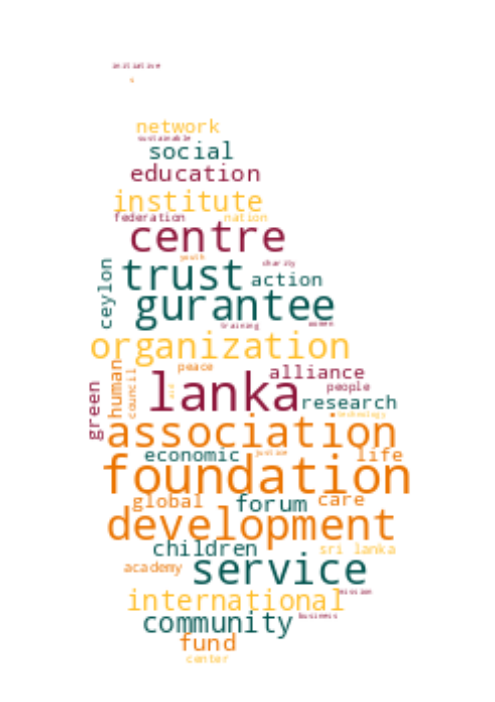 initiative
network
sustainable
social
education
institute
federation nation
centre
youth charity
trust action
ceylon
gurantee
training women
organization
peace alliance
human council aid lanka people
green research
technology
association
economic justice life
foundation
global forum care
development
children sri lanka
academy service
mission
international
business
community
fund
center